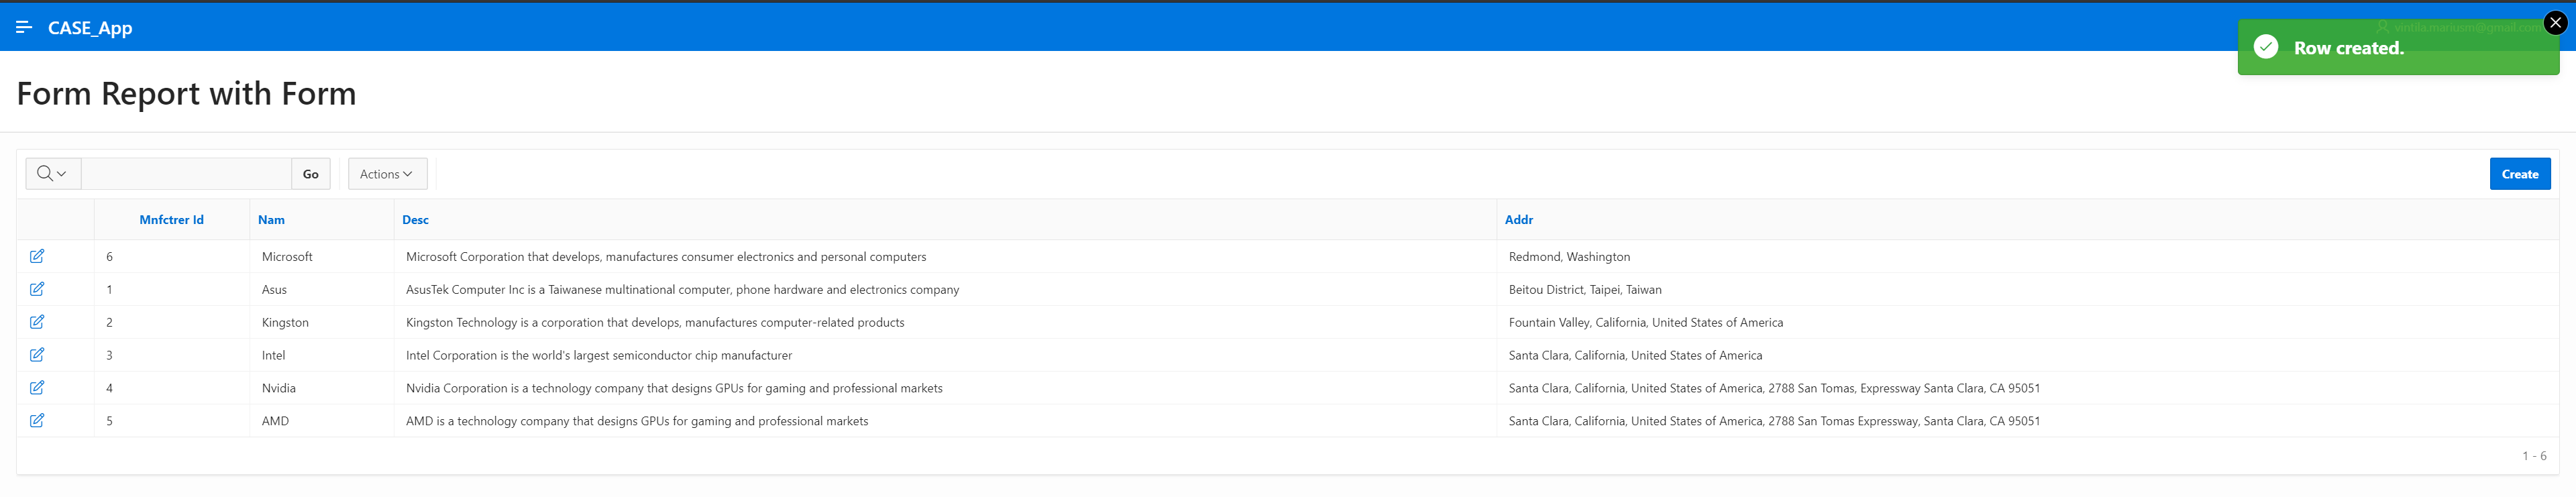 CASE_App
Row created.
Form Report with Form
Go
Actions
Create
Mnfctrer Id Nam Desc Addr
6 Microsoft Microsoft Corporation that develops, manufactures consumer electronics and personal computers Redmond, Washington
1 Asus AsusTek Computer Inc is a Taiwanese multinational computer, phone hardware and electronics company Beitou District, Taipei, Taiwan
2 Kingston Kingston Technology is a corporation that develops, manufactures computer-related products Fountain Valley, California, United States of America
3 Intel Intel Corporation is the world's largest semiconductor chip manufacturer Santa Clara, California, United States of America
4 Nvidia Nvidia Corporation is a technology company that designs GPUs for gaming and professional markets Santa Clara, California, United States of America, 2788 San Tomas, Expressway Santa Clara, CA 95051
5 AMD AMD is a technology company that designs GPUs for gaming and professional markets Santa Clara, California, United States of America, 2788 San Tomas Expressway, Santa Clara, CA 95051
1 - 6